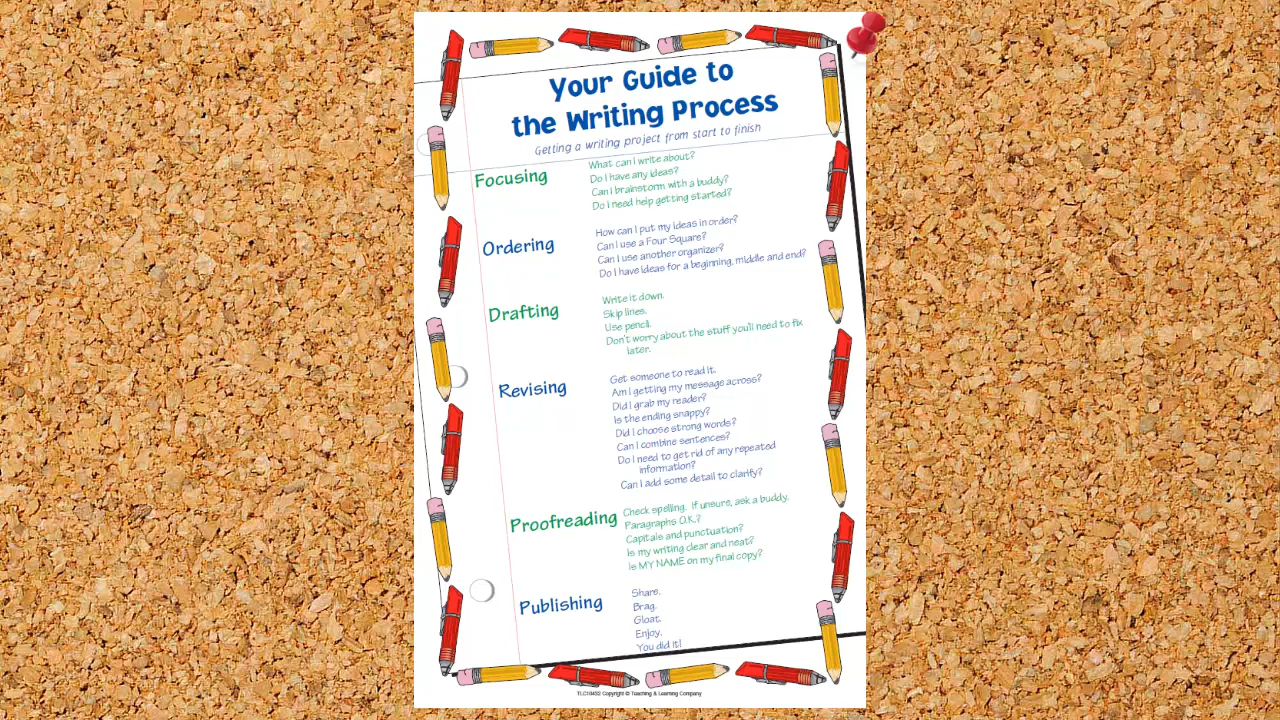 Your Guide to
the Writing Process
Getting a writing project from start to finish
Focusing
What can I write about?
Do I have any ideas?
Can I brainstorm with a buddy?
Do I need help getting started?
Ordering
How can I put my ideas in order?
Can I use a Four Square?
Can I use another organizer?
Do I have ideas for a beginning, middle and end?
Drafting
Write it down.
Skip lines.
Use pencil.
Don't worry about the stuff you'll need to fix
later.
Revising
Get someone to read it.
Am I getting my message across?
Did I grab my reader?
Is the ending snappy?
Did I choose strong words?
Can I combine sentences?
Do I need to get rid of any repeated
information?
Can I add some detail to clarify?
Proofreading
Check spelling. If unsure, ask a buddy.
Paragraphs O.K.?
Capitals and punctuation?
Is my writing clear and neat?
Is MY NAME on my final copy?
Publishing
Share.
Brag.
Gloat.
Enjoy.
You did it!
TLC10452 Copyright © Teaching & Learning Company